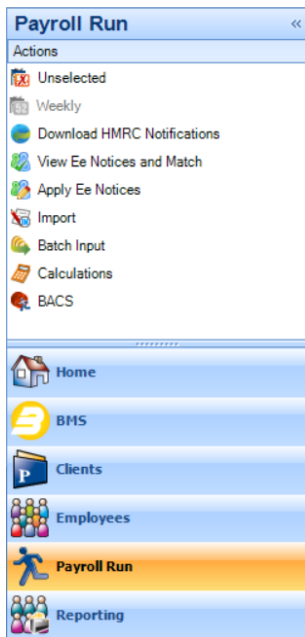 Payroll Run «
Actions
Unselected
Weekly
Download HMRC Notifications
View Ee Notices and Match
Apply Ee Notices
Import
Batch Input
Calculations
BACS
Home
BMS
Clients
Employees
Payroll Run
Reporting